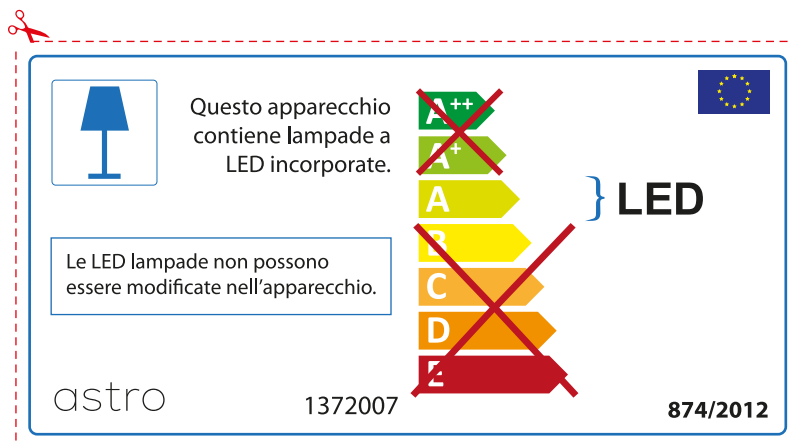 Questo apparecchio
contiene lampade a
LED incorporate.
A++
A+
A
B
C
D
E
LED
Le LED lampade non possono
essere modificate nell'apparecchio.
astro
1372007
874/2012